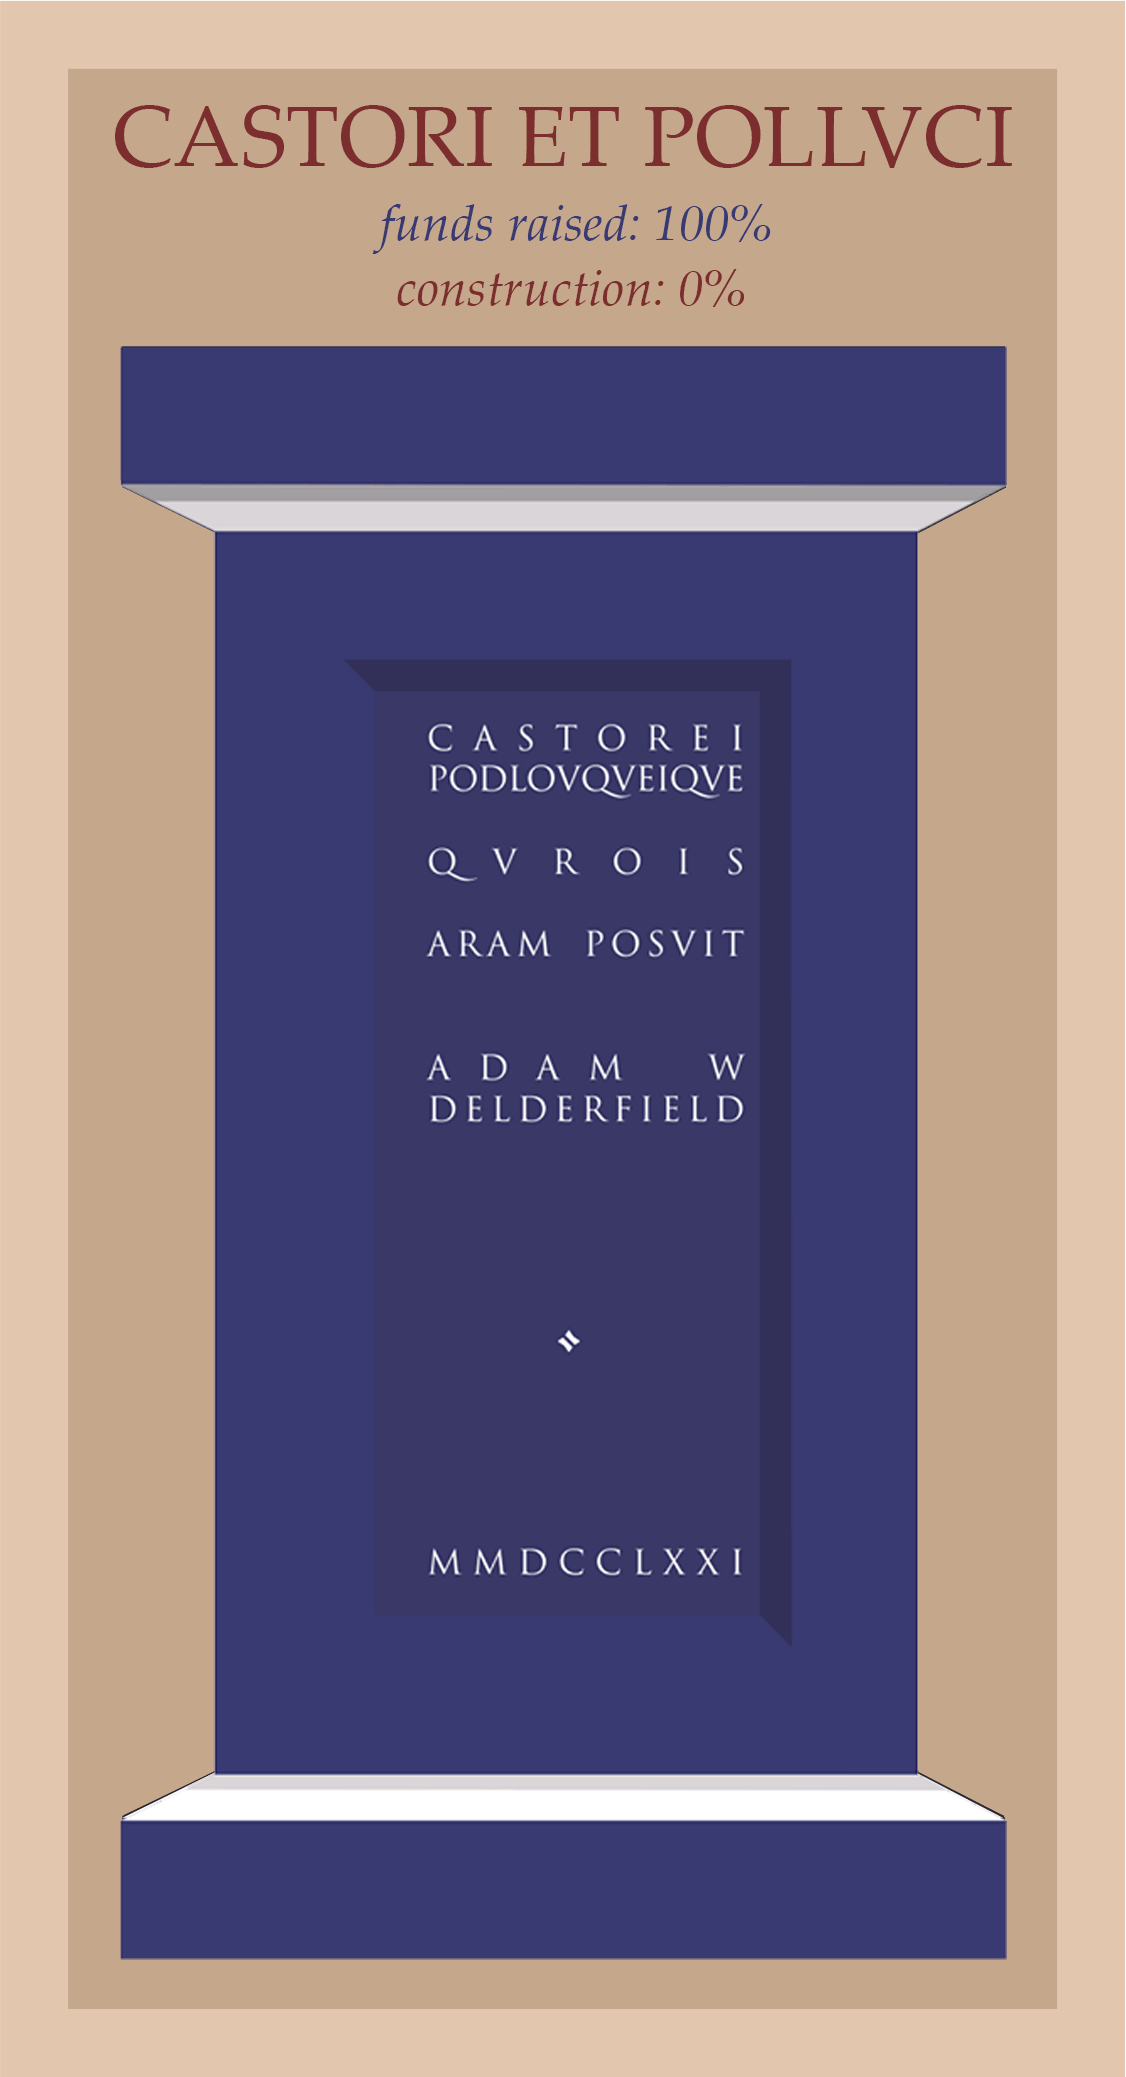 CASTORI ET POLLVCI
funds raised: 100%
construction: 0%
CASTOREI
PODLOVQVEIQVE
QVROIS
ARAM POSVIT
ADAM W
DELDERFIELD
MMDCCLXXI